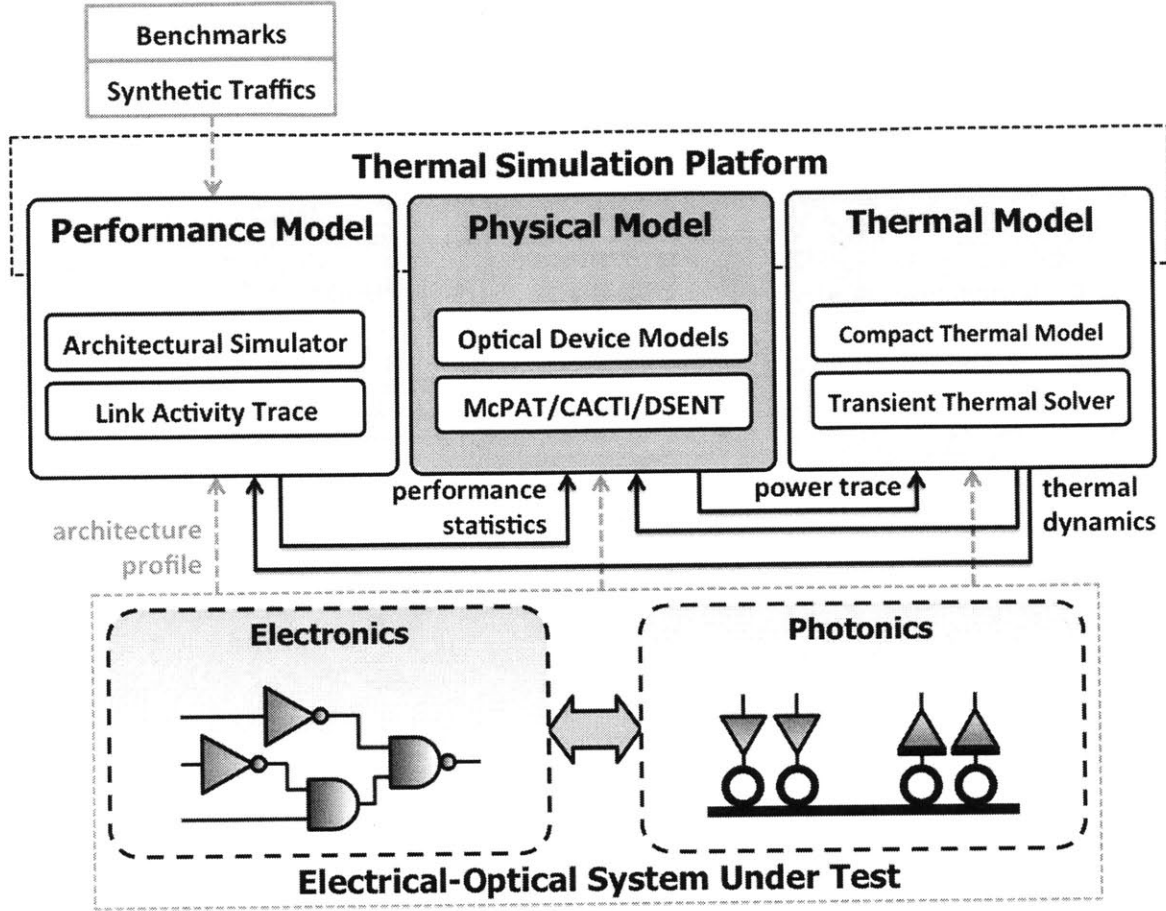 Benchmarks
Synthetic Traffics
Thermal Simulation Platform
Performance Model
Architectural Simulator
Link Activity Trace
Physical Model
Optical Device Models
McPAT/CACTI/DSENT
Thermal Model
Compact Thermal Model
Transient Thermal Solver
architecture
profile
performance
statistics
power trace
thermal
dynamics
Electronics
Photonics
Electrical-Optical System Under Test